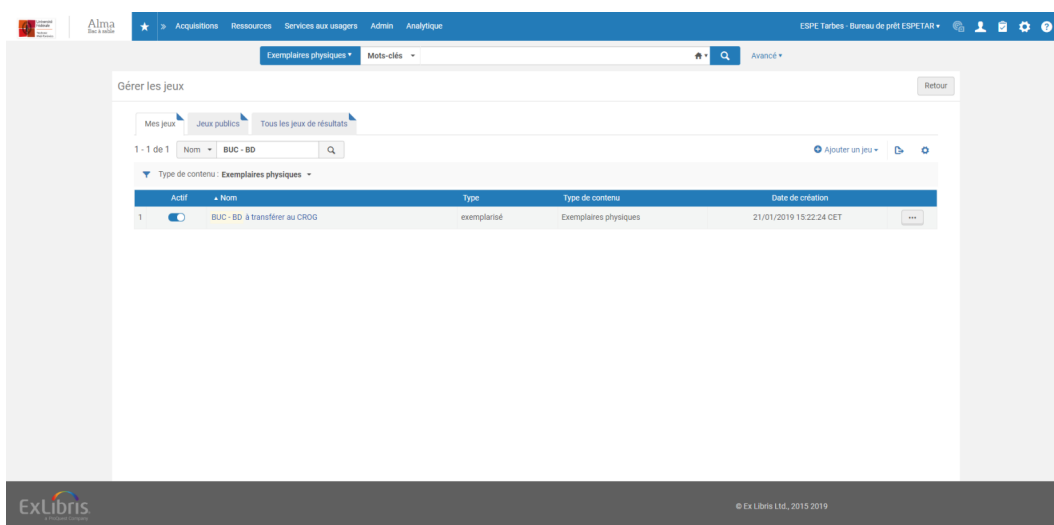 Alma
Bac à sable
Acquisitions Ressources Services aux usagers Admin Analytique
ESPE Tarbes - Bureau de prêt ESPETAR
Exemplaires physiques Mots-clés Avancé
Gérer les jeux Retour
Mes jeux Jeux publics Tous les jeux de résultats
1 - 1 de 1 Nom BUC - BD Ajouter un jeu
Type de contenu : Exemplaires physiques
Actif Nom Type Type de contenu Date de création
1 BUC - BD à transférer au CROG exemplarisé Exemplaires physiques 21/01/2019 15:22:24 CET
ExLibris
a ProQuest Company
© Ex Libris Ltd., 2015 2019